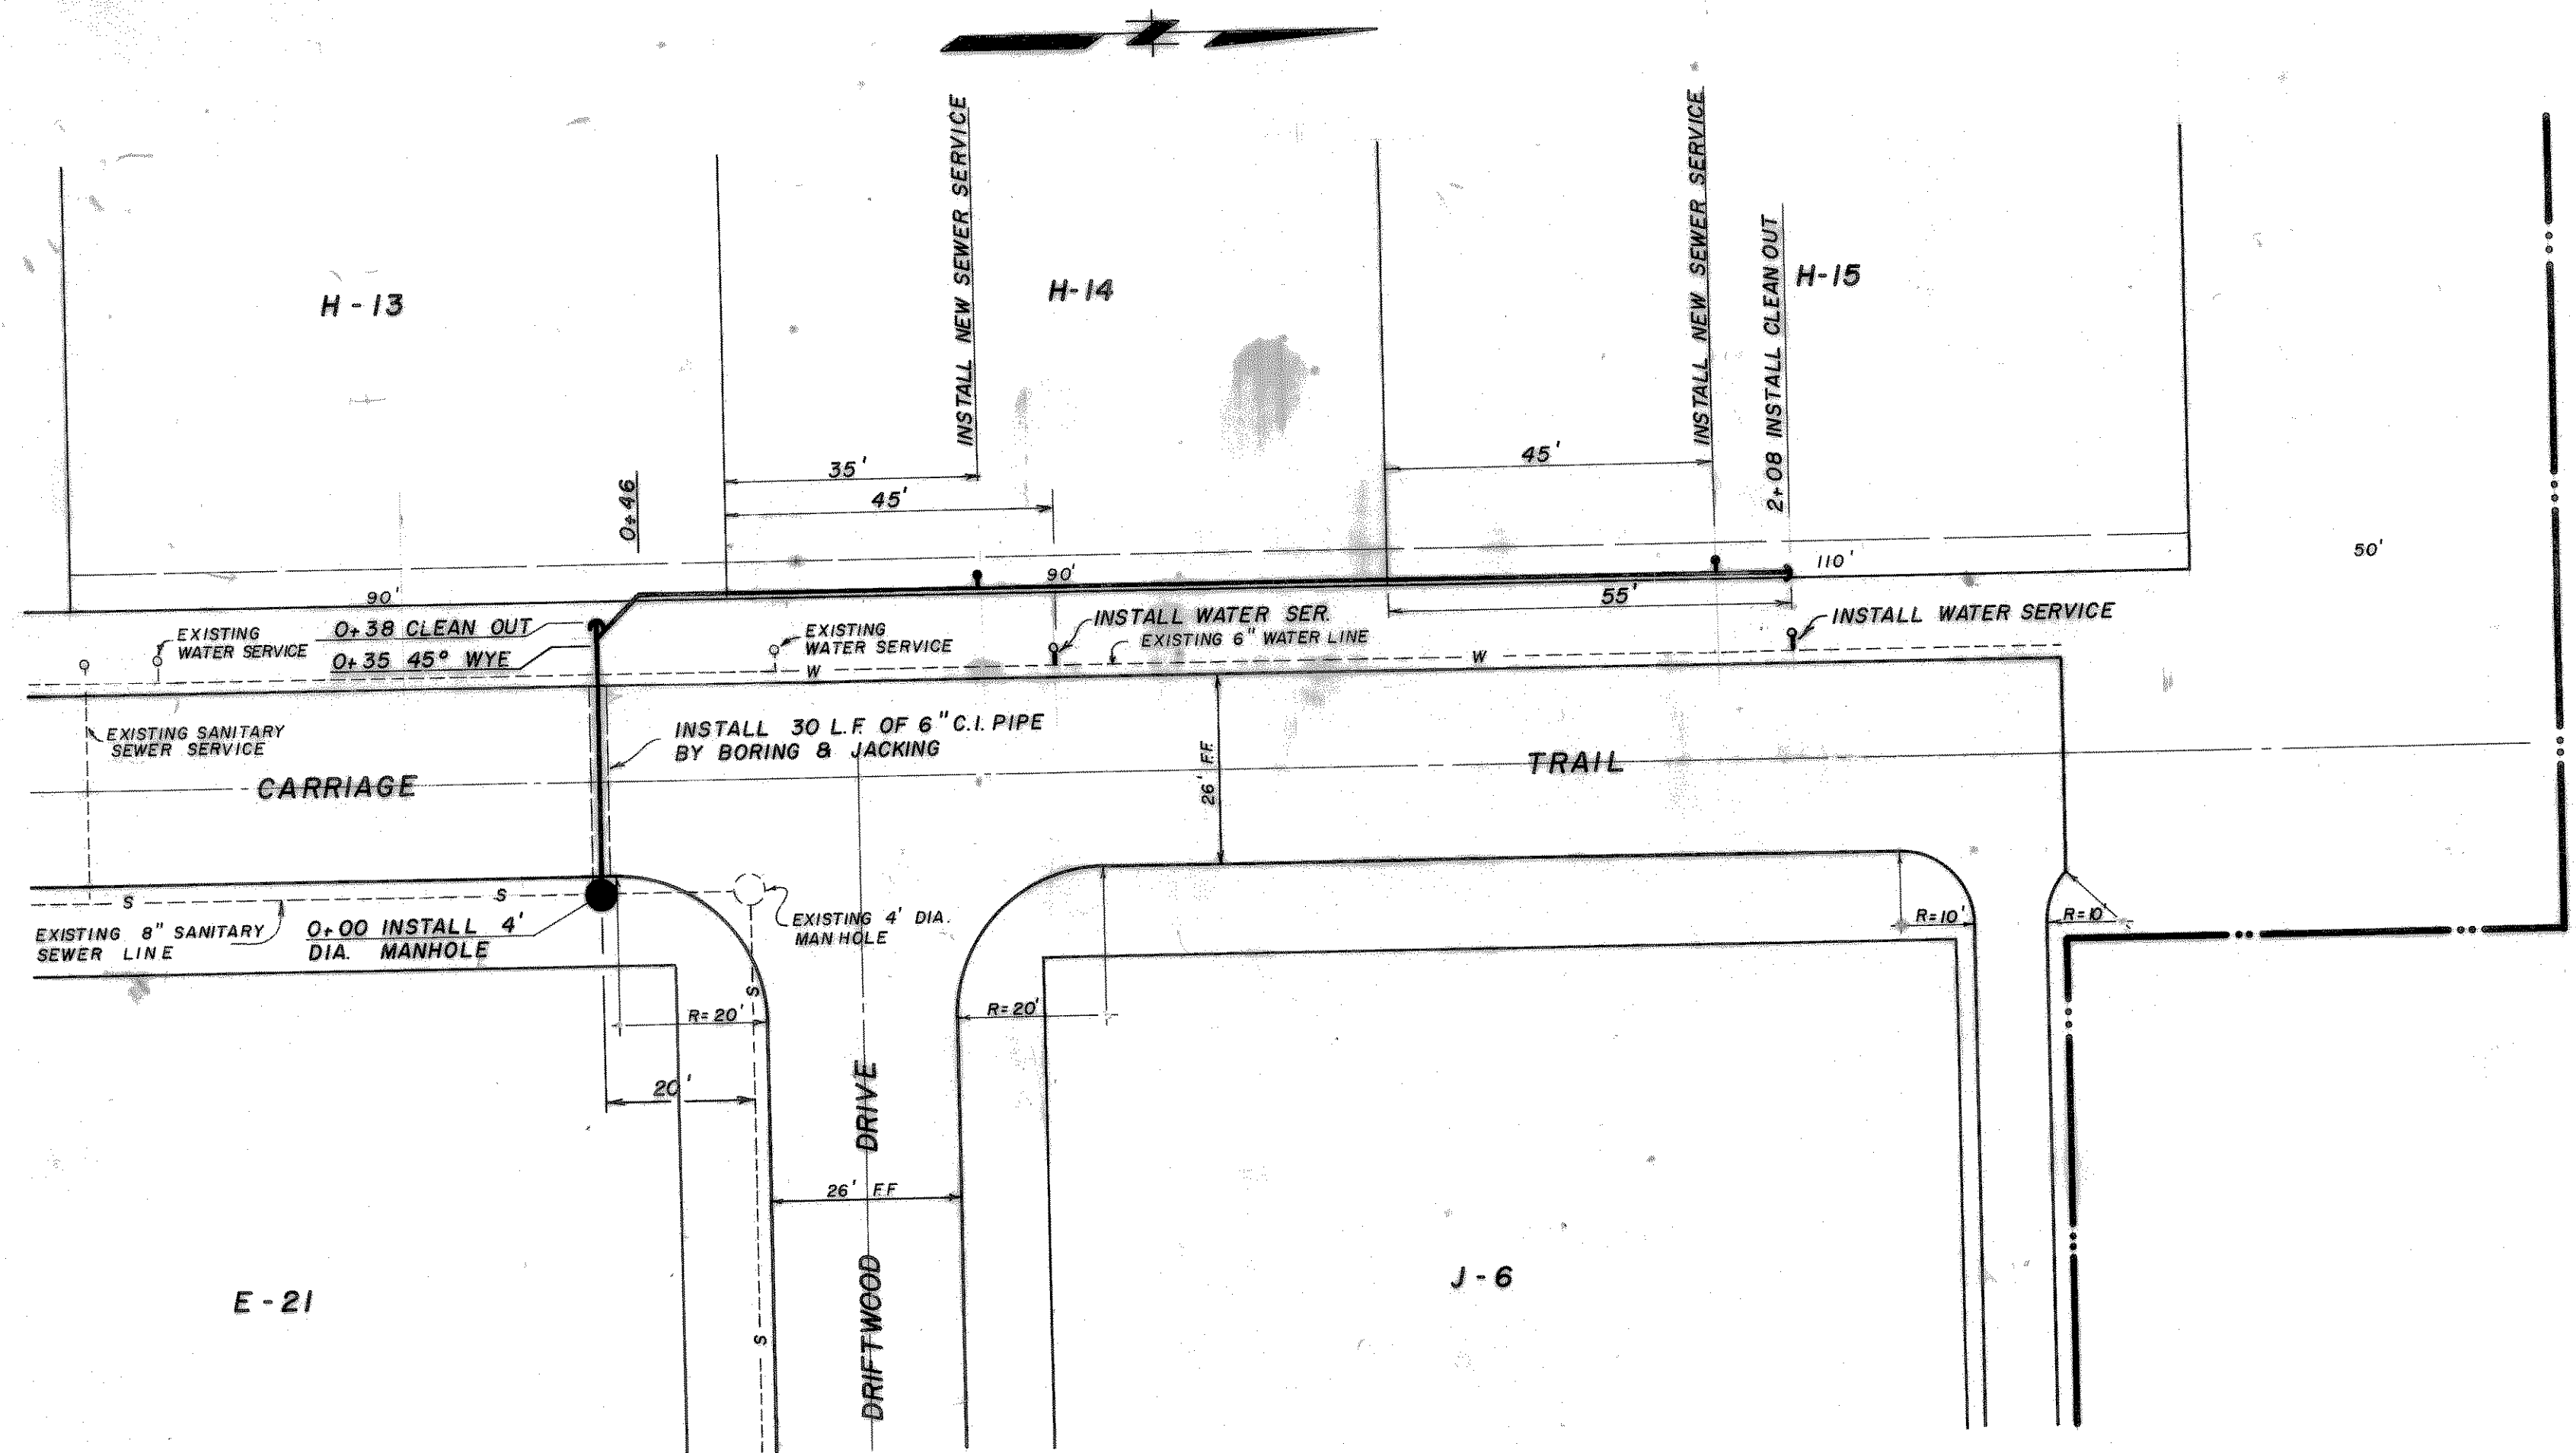 N
INSTALL NEW SEWER SERVICE
INSTALL NEW SEWER SERVICE
2+08 INSTALL CLEAN OUT
H-13
H-14
H-15
35'
45'
45'
0+46
50'
90'
90'
110'
55'
EXISTING
WATER SERVICE
0+38 CLEAN OUT
0+35 45° WYE
EXISTING
WATER SERVICE
INSTALL WATER SER.
EXISTING 6" WATER LINE
INSTALL WATER SERVICE
W
W
EXISTING SANITARY
SEWER SERVICE
INSTALL 30 L.F. OF 6" C.I. PIPE
BY BORING & JACKING
CARRIAGE
TRAIL
26' F.F.
S
S
EXISTING 8" SANITARY
SEWER LINE
0+00 INSTALL 4'
DIA. MANHOLE
EXISTING 4' DIA.
MANHOLE
R=10'
R=10'
S
R=20'
R=20'
20'
DRIVE
26' F.F
DRIFTWOOD
S
E-21
J-6